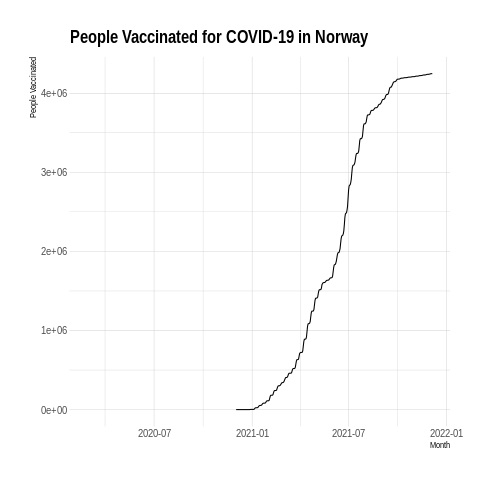 People Vaccinated for COVID-19 in Norway
People Vaccinated
4e+06
3e+06
2e+06
1e+06
0e+00
2020-07
2021-01
2021-07
2022-01
Month